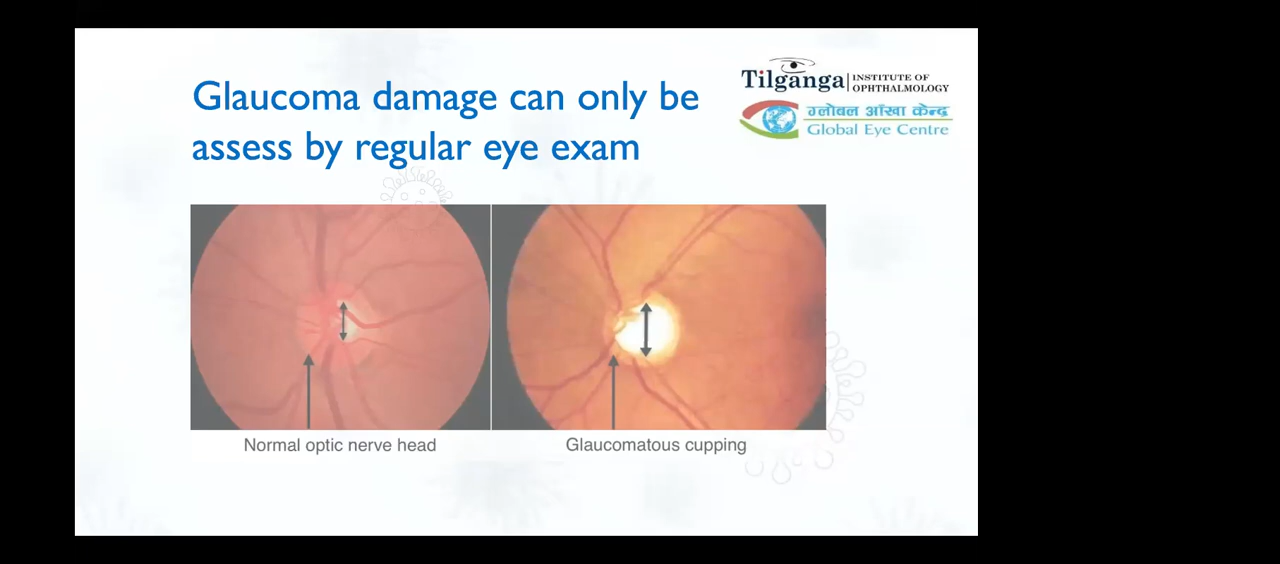 Glaucoma damage can only be
assess by regular eye exam
Tilganga
INSTITUTE OF
OPHTHALMOLOGY
ग्लोबल आँखा केन्द्र
Global Eye Centre
Normal optic nerve head
Glaucomatous cupping